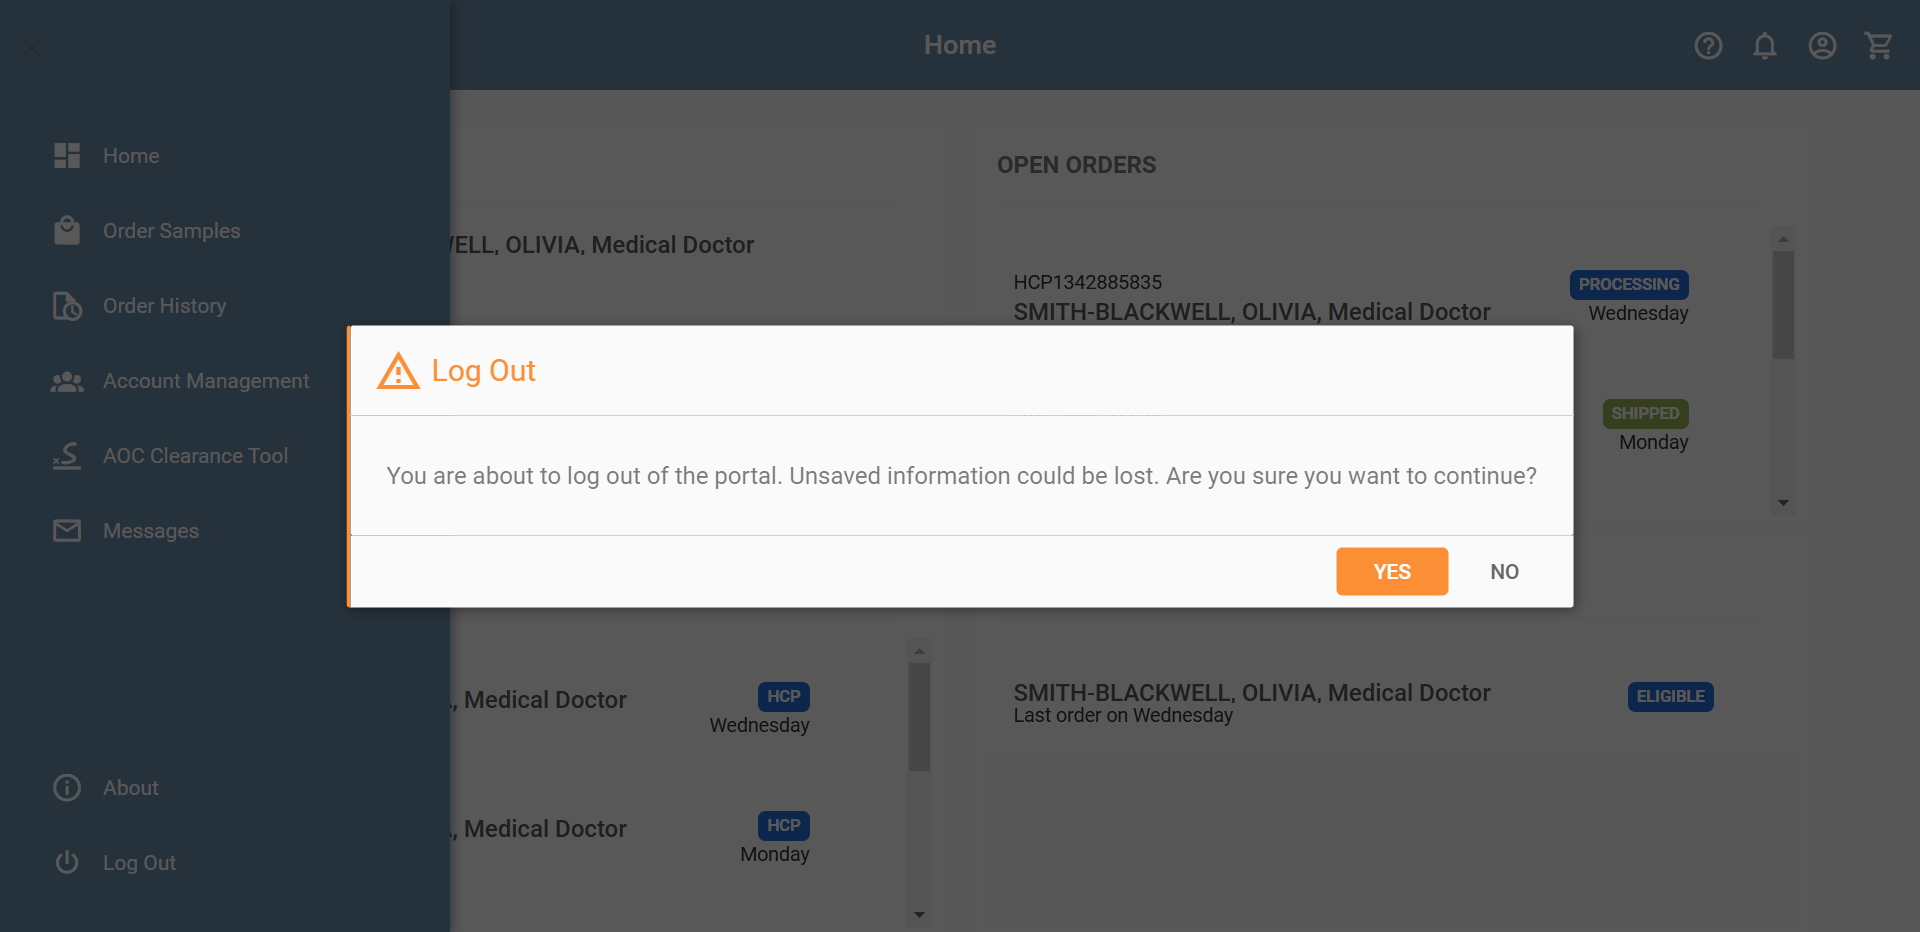 Home
Home
Order Samples
Order History
Account Management
AOC Clearance Tool
Messages
About
Log Out
ELL, OLIVIA, Medical Doctor
OPEN ORDERS
HCP1342885835
PROCESSING
SMITH-BLACKWELL, OLIVIA, Medical Doctor
Wednesday
SHIPPED
Monday
Log Out
You are about to log out of the portal. Unsaved information could be lost. Are you sure you want to continue?
YES
NO
, Medical Doctor
HCP
Wednesday
, Medical Doctor
HCP
Monday
SMITH-BLACKWELL, OLIVIA, Medical Doctor
ELIGIBLE
Last order on Wednesday